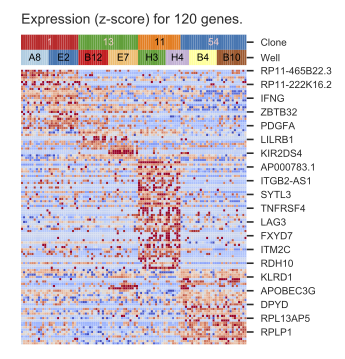 Expression (z-score) for 120 genes.
1 13 11 54 Clone
A8 E2 B12 E7 H3 H4 B4 B10 Well
RP11-465B22.3
RP11-222K16.2
IFNG
ZBTB32
PDGFA
LILRB1
KIR2DS4
AP000783.1
ITGB2-AS1
SYTL3
TNFRSF4
LAG3
FXYD7
ITM2C
RDH10
KLRD1
APOBEC3G
DPYD
RPL13AP5
RPLP1